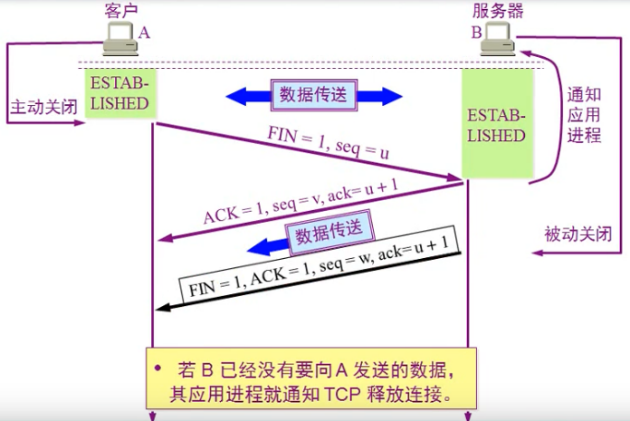 客户
服务器
A
B
ESTAB-
LISHED
主动关闭
数据传送
ESTAB-
LISHED
通知
应用
进程
FIN = 1, seq = u
ACK = 1, seq = v, ack= u + 1
数据传送
被动关闭
FIN = 1, ACK = 1, seq = w, ack= u + 1
• 若 B 已经没有要向A 发送的数据，
其应用进程就通知 TCP 释放连接。